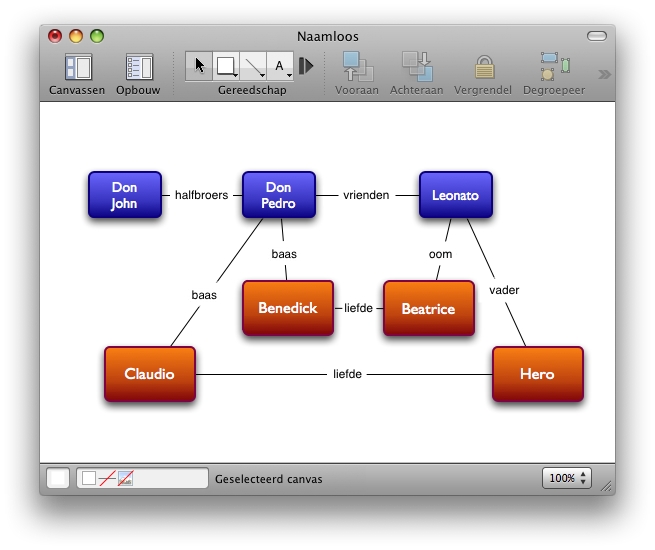 Naamloos
Canvassen
Opbouw
A
Gereedschap
Vooraan
Achteraan
Vergrendel
Degroepeer
Don
John
halfbroers
Don
Pedro
vrienden
Leonato
baas
oom
baas
vader
Benedick
liefde
Beatrice
Claudio
liefde
Hero
Geselecteerd canvas
100%